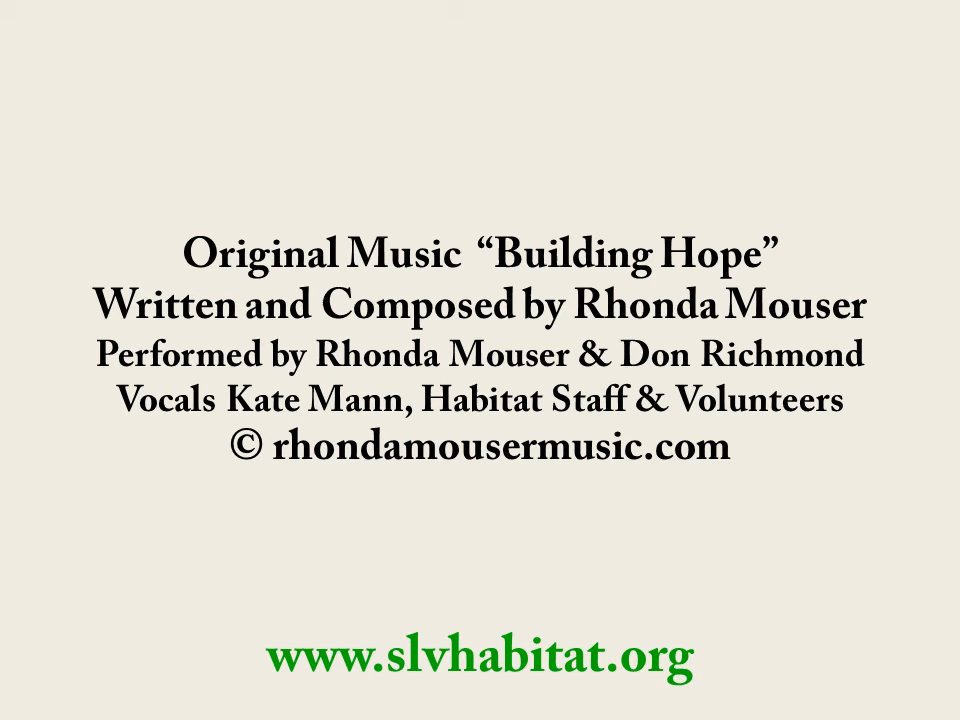 Original Music “Building Hope”
Written and Composed by Rhonda Mouser
Performed by Rhonda Mouser & Don Richmond
Vocals Kate Mann, Habitat Staff & Volunteers
© rhondamousermusic.com
www.slvhabitat.org